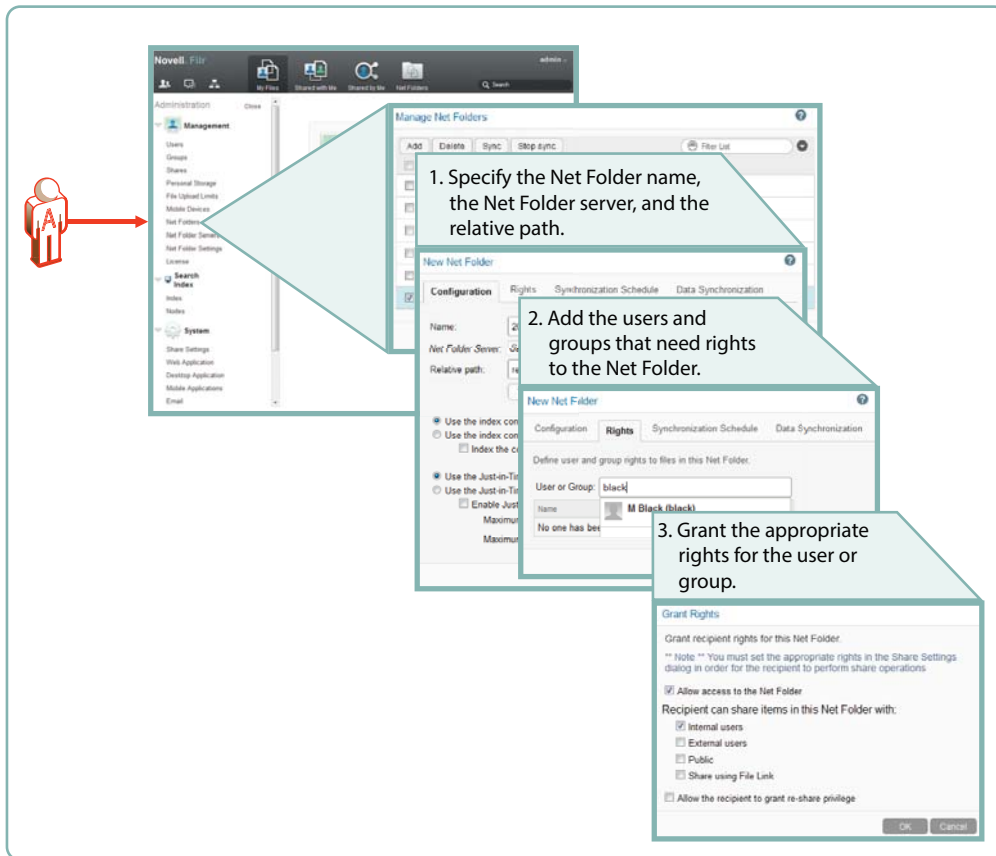 Novell Filr
admin
My Files
Shared with Me
Shared by Me
Net Folders
Search
Administration
Close
Management
Users
Groups
Shares
Personal Storage
File Upload Limits
Mobile Devices
Net Folders
Net Folder Servers
Net Folder Settings
License
Search
Index
Index
Nodes
System
Share Settings
Web Application
Desktop Application
Mobile Applications
Email
A
Manage Net Folders
Add
Delete
Sync
Stop sync
Filter List
1. Specify the Net Folder name,
the Net Folder server, and the
relative path.
New Net Folder
Configuration
Rights
Synchronization Schedule
Data Synchronization
Name:
Net Folder Server:
Relative path:
Use the index
Use the index
Index the
Use the
Use the
Enable
2. Add the users and
groups that need rights
to the Net Folder.
New Net Folder
Configuration
Rights
Synchronization Schedule
Data Synchronization
Define user and group rights to files in this Net Folder.
User or Group: black
Name
M Black (black)
No one has
3. Grant the appropriate
rights for the user or
group.
Grant Rights
Grant recipient rights for this Net Folder.
** Note ** You must set the appropriate rights in the Share Settings
dialog in order for the recipient to perform share operations
Allow access to the Net Folder
Recipient can share items in this Net Folder with:
Internal users
External users
Public
Share using File Link
Allow the recipient to grant re-share privilege
OK
Cancel